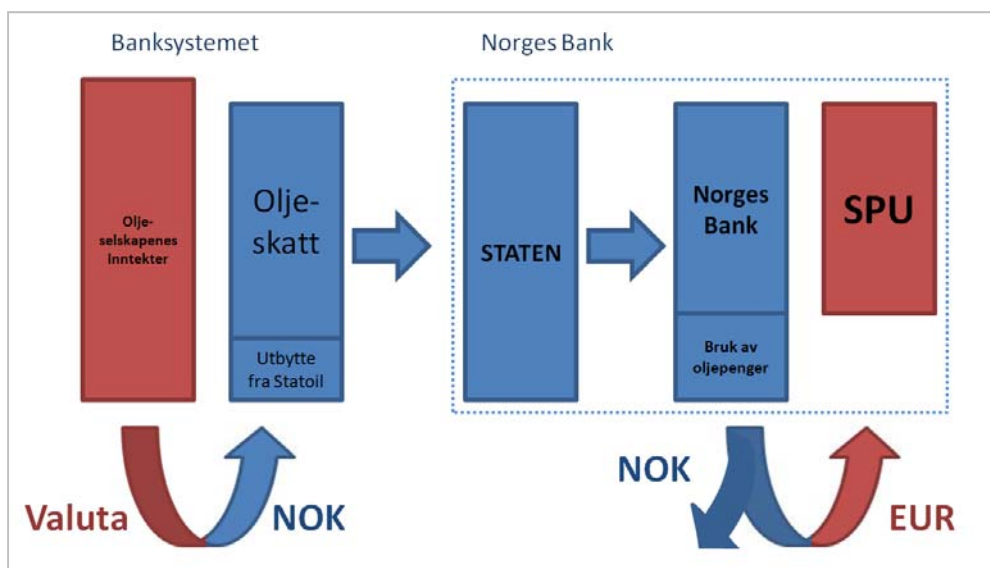 Banksystemet
Norges Bank
Olje-
selskapenes
Inntekter
Olje-
skatt
Utbytte
fra Statoil
STATEN
Norges
Bank
Bruk av
oljepenger
SPU
Valuta
NOK
NOK
EUR